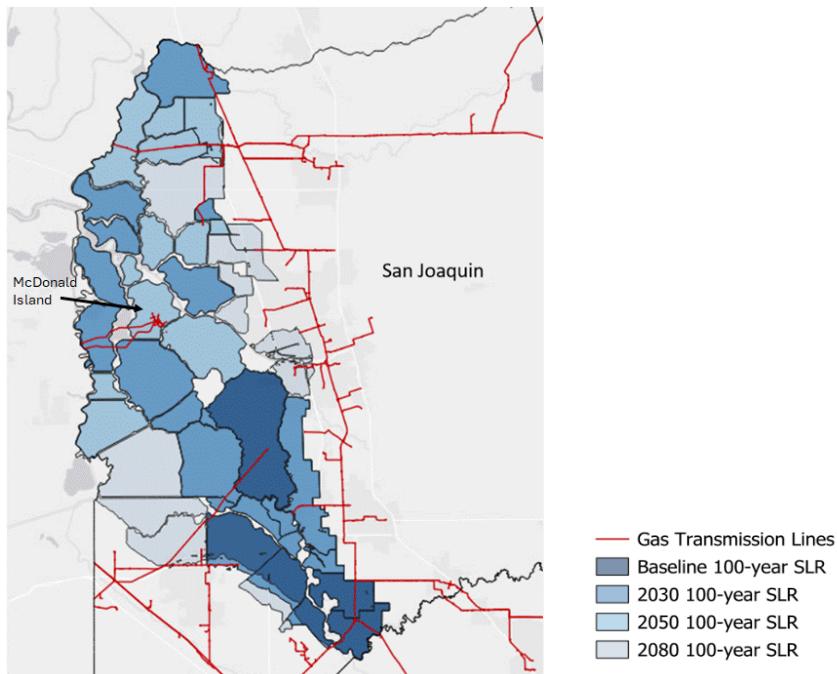 McDonald
Island
San Joaquin
Gas Transmission Lines
Baseline 100-year SLR
2030 100-year SLR
2050 100-year SLR
2080 100-year SLR